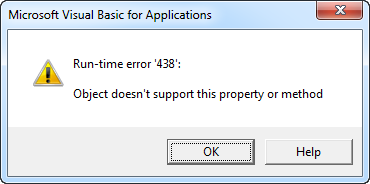 Microsoft Visual Basic for Applications
Run-time error '438':
Object doesn't support this property or method
OK Help